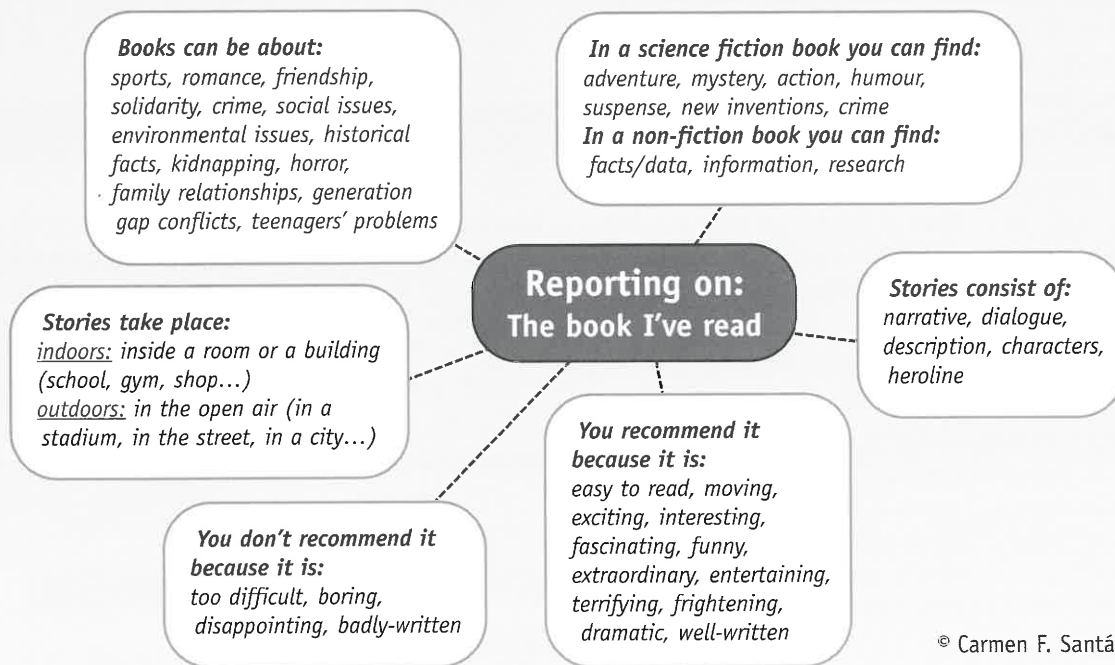 Books can be about:
sports, romance, friendship,
solidarity, crime, social issues,
environmental issues, historical
facts, kidnapping, horror,
family relationships, generation
gap conflicts, teenagers' problems
In a science fiction book you can find:
adventure, mystery, action, humour,
suspense, new inventions, crime
In a non-fiction book you can find:
facts/data, information, research
Reporting on:
The book I've read
Stories consist of:
narrative, dialogue,
description, characters,
heroline
Stories take place:
indoors: inside a room or a building
(school, gym, shop...)
outdoors: in the open air (in a
stadium, in the street, in a city...)
You recommend it
because it is:
easy to read, moving,
exciting, interesting,
fascinating, funny,
extraordinary, entertaining,
terrifying, frightening,
dramatic, well-written
You don't recommend it
because it is:
too difficult, boring,
disappointing, badly-written
© Carmen F. Santá